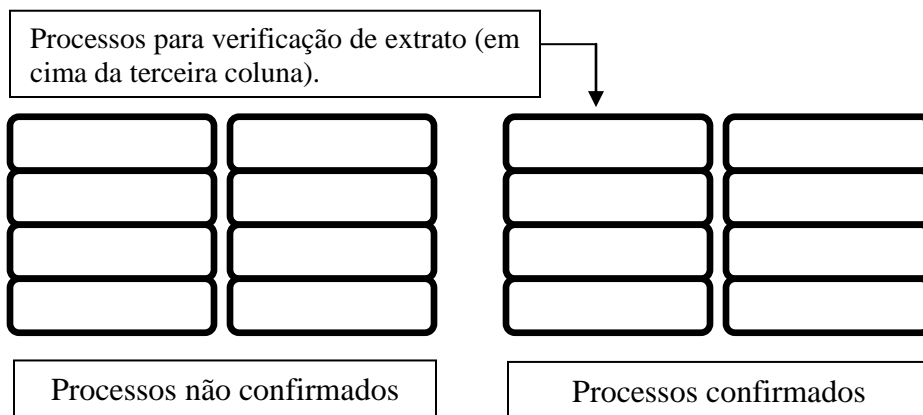 Processos para verificação de extrato (em
cima da terceira coluna).
Processos não confirmados
Processos confirmados